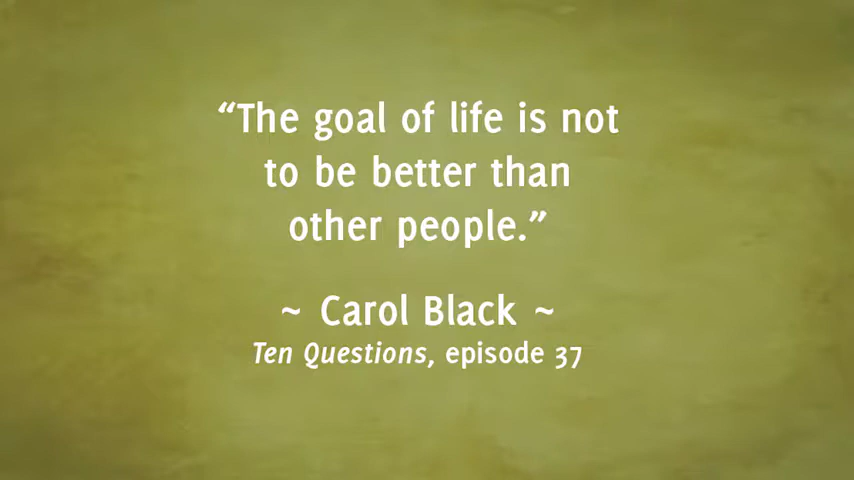 “The goal of life is not
to be better than
other people.”
~ Carol Black ~
Ten Questions, episode 37